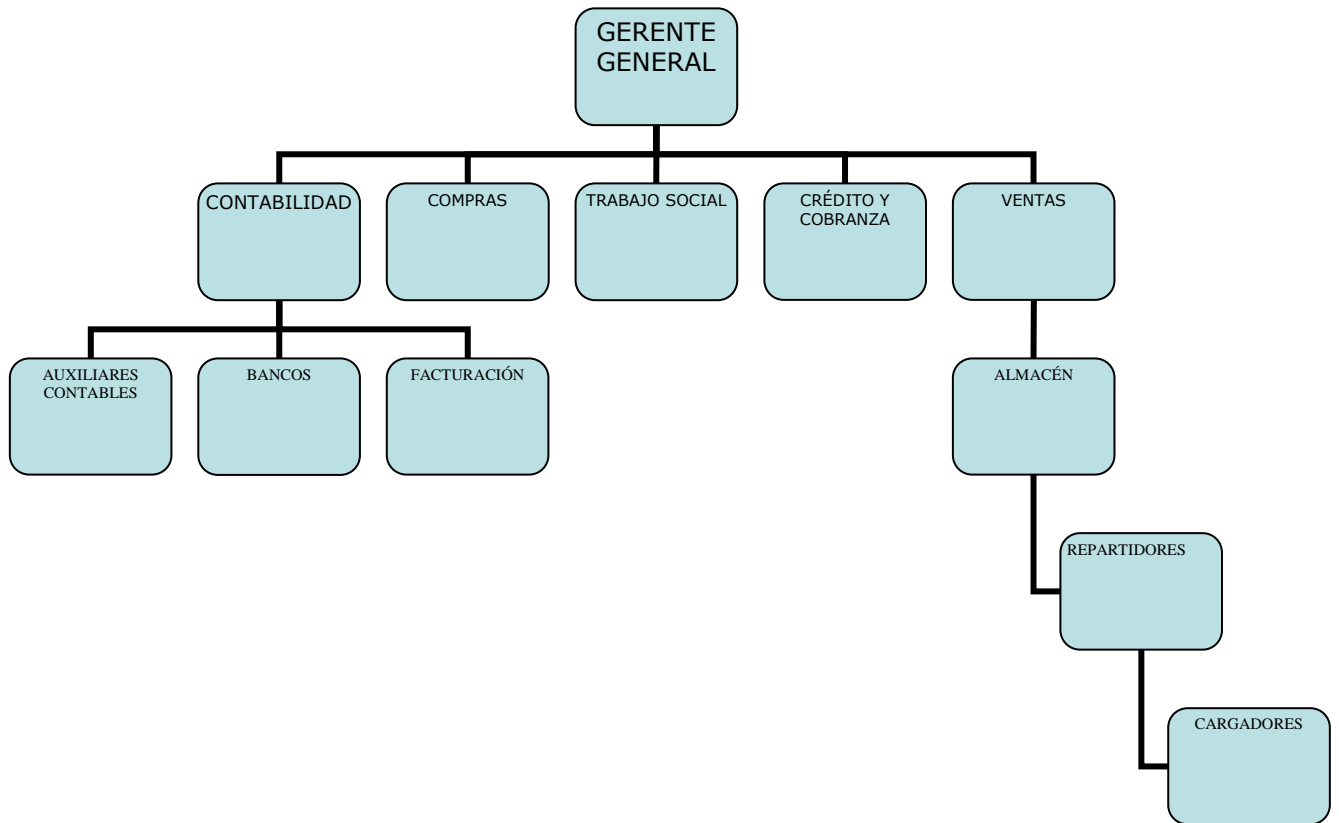 GERENTE
GENERAL
CONTABILIDAD
COMPRAS
TRABAJO SOCIAL
CRÉDITO Y
COBRANZA
VENTAS
AUXILIARES
CONTABLES
BANCOS
FACTURACIÓN
ALMACÉN
REPARTIDORES
CARGADORES